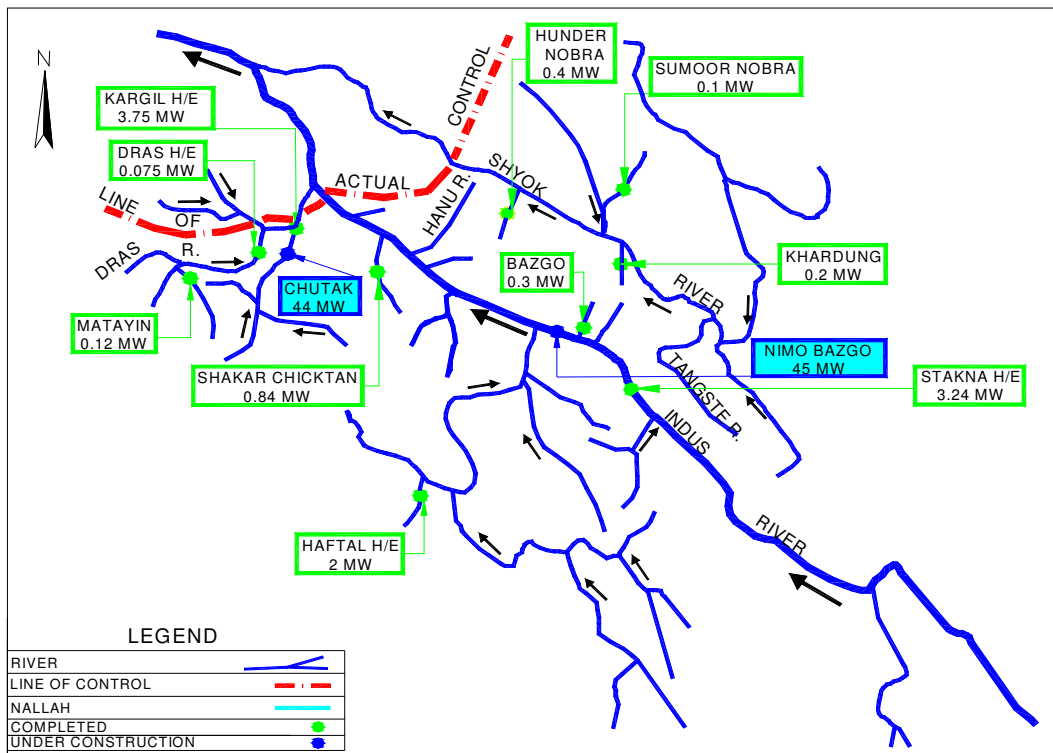 N
HUNDER
NOBRA
0.4 MW
SUMOOR NOBRA
0.1 MW
KARGIL H/E
3.75 MW
DRAS H/E
0.075 MW
LINE
OF
ACTUAL
CONTROL
SHYOK
RIVER
HANU R.
DRAS
R.
KHARDUNG
0.2 MW
BAZGO
0.3 MW
CHUTAK
44 MW
MATAYIN
0.12 MW
SHAKAR CHICKTAN
0.84 MW
NIMO BAZGO
45 MW
STAKNA H/E
3.24 MW
TANGSTE R.
INDUS
RIVER
HAFTAL H/E
2 MW
LEGEND
RIVER
LINE OF CONTROL
NALLAH
COMPLETED
UNDER CONSTRUCTION